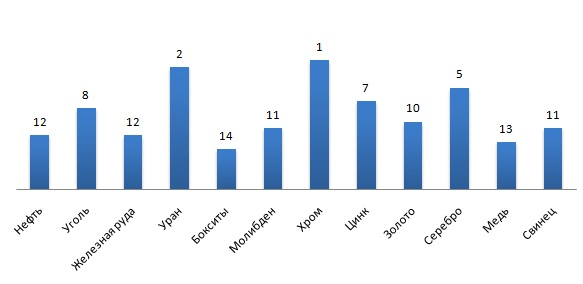 12
8
12
2
14
11
1
7
10
5
13
11
Нефть
Уголь
Железная руда
Уран
Бокситы
Молибден
Хром
Цинк
Золото
Серебро
Медь
Свинец